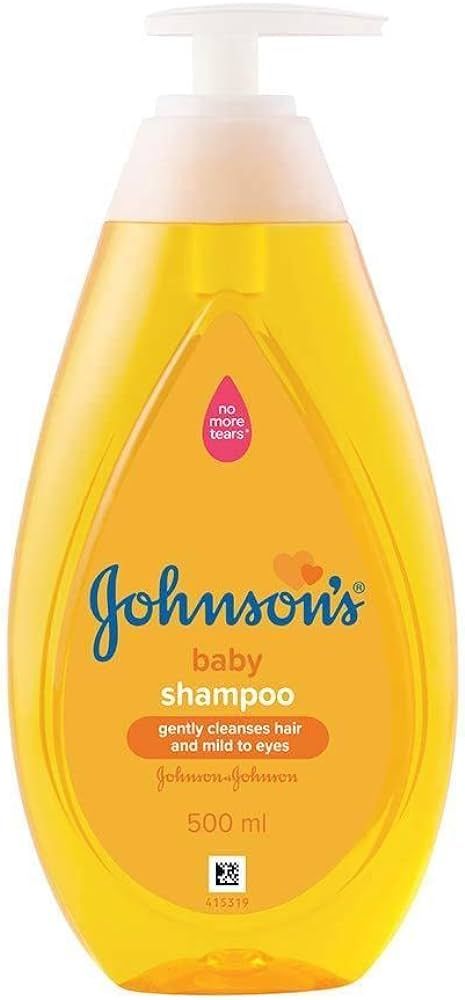 no
more
tears*
Johnson's®
baby
shampoo
gently cleanses hair
and mild to eyes
Johnson & Johnson
500 ml
415319